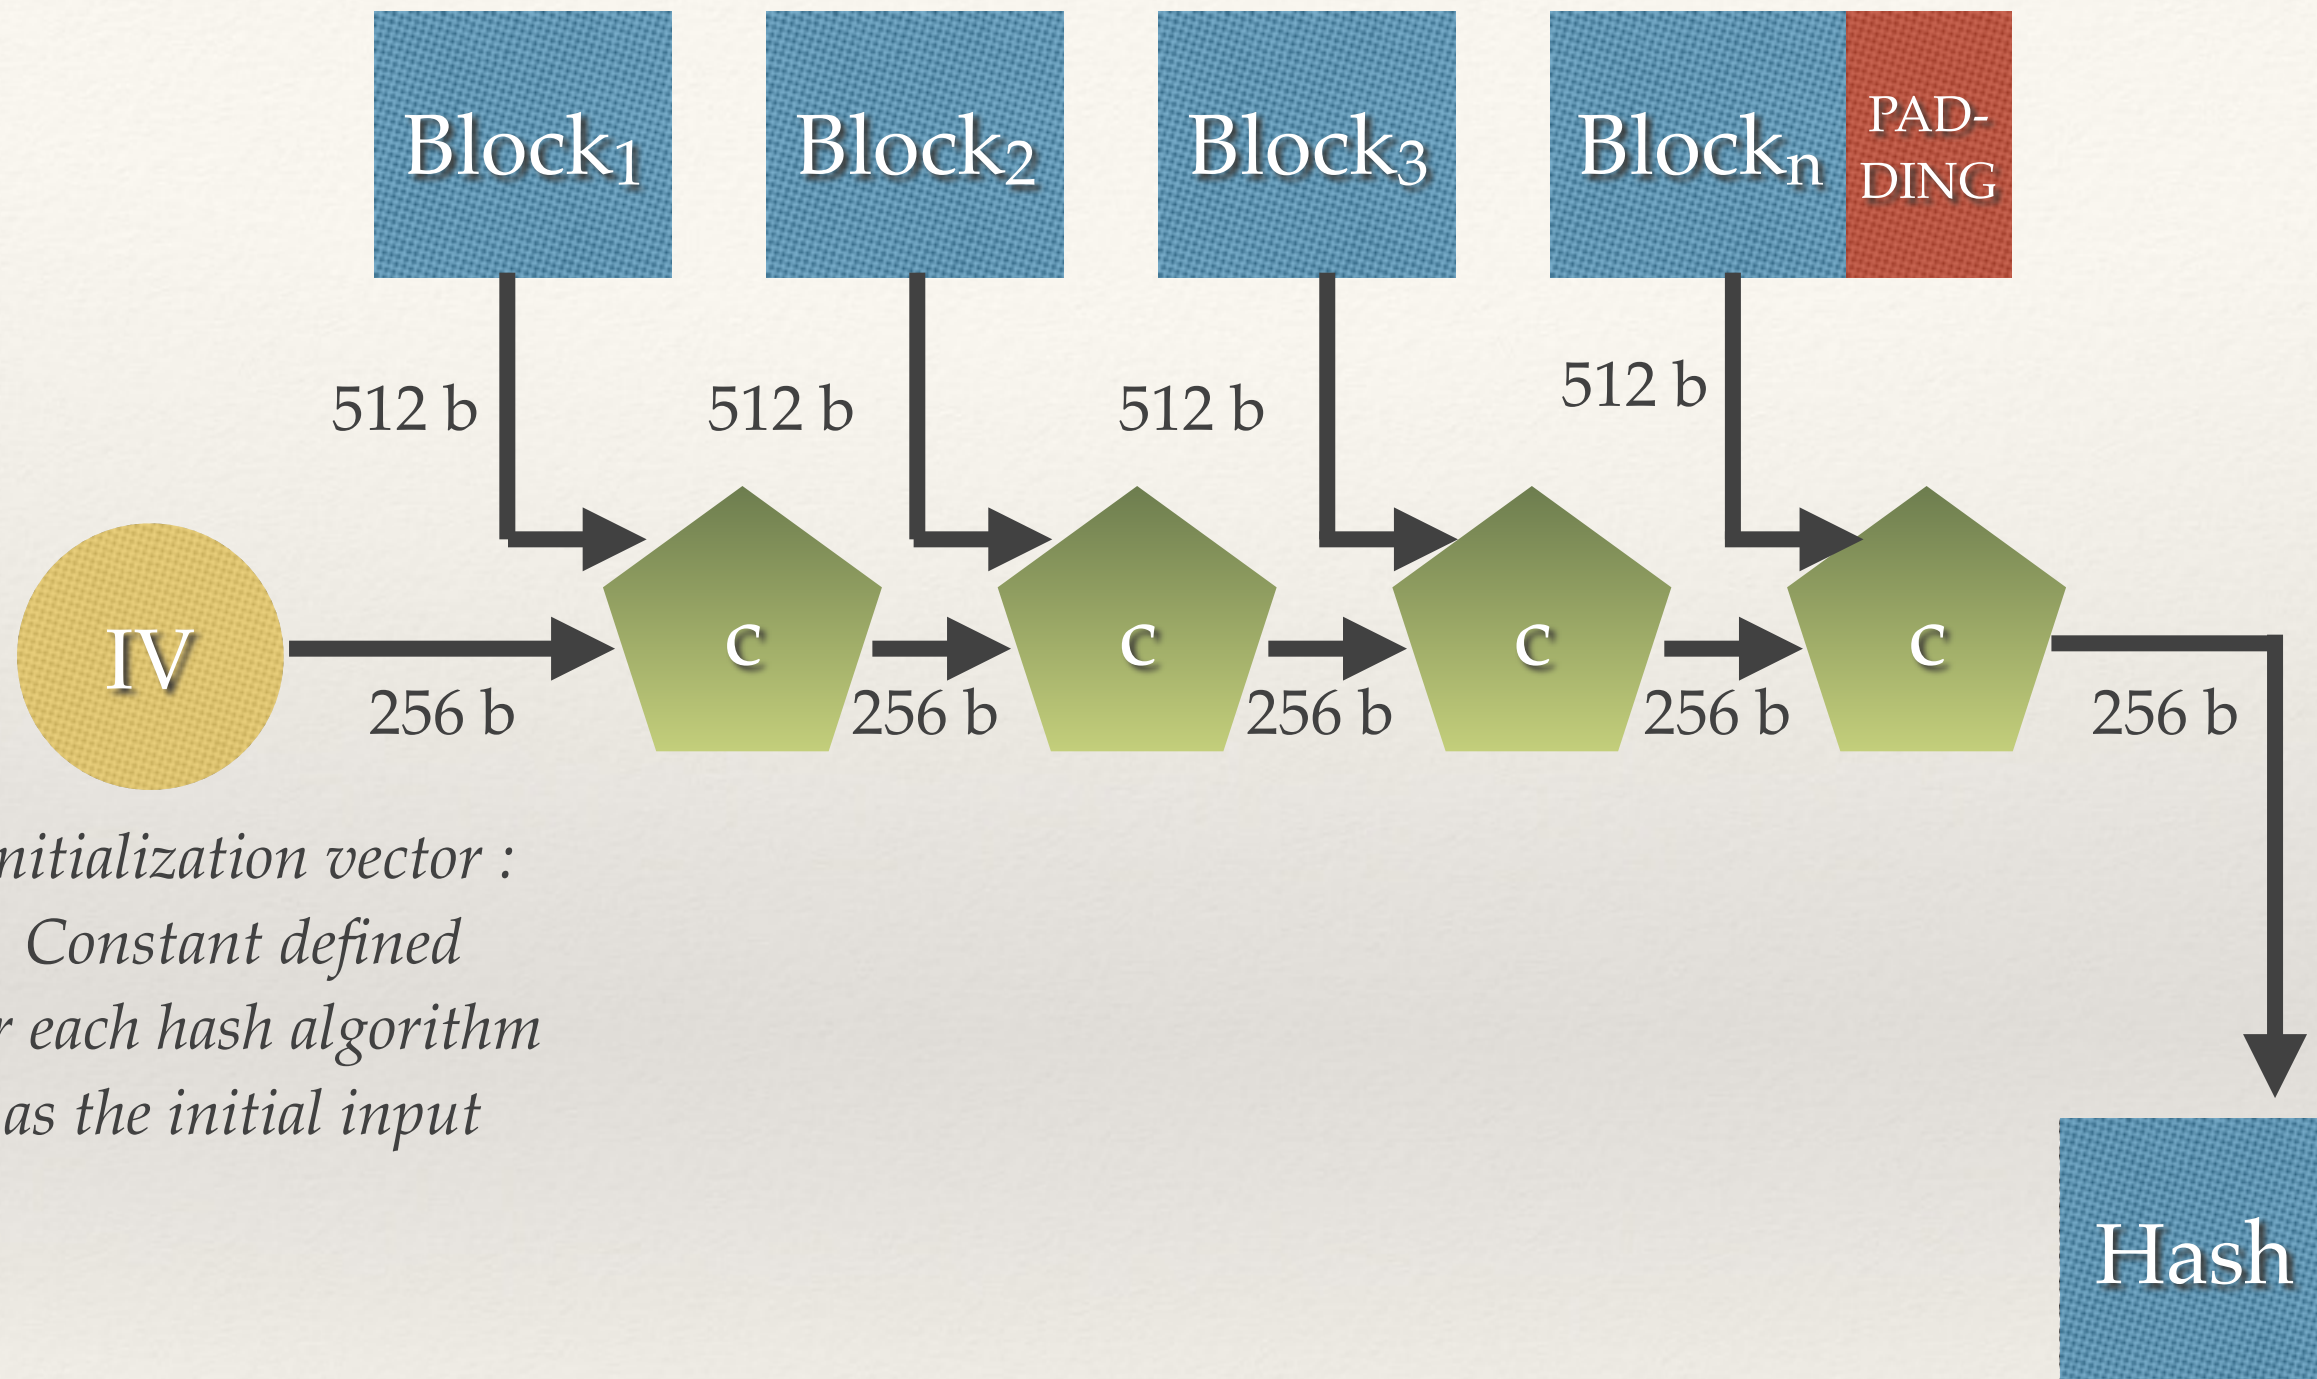 Block1
Block2
Block3
Blockn
PAD-
DING
512 b
512 b
512 b
512 b
IV
c
c
c
c
256 b
256 b
256 b
256 b
256 b
nitialization vector :
Constant defined
r each hash algorithm
as the initial input
Hash